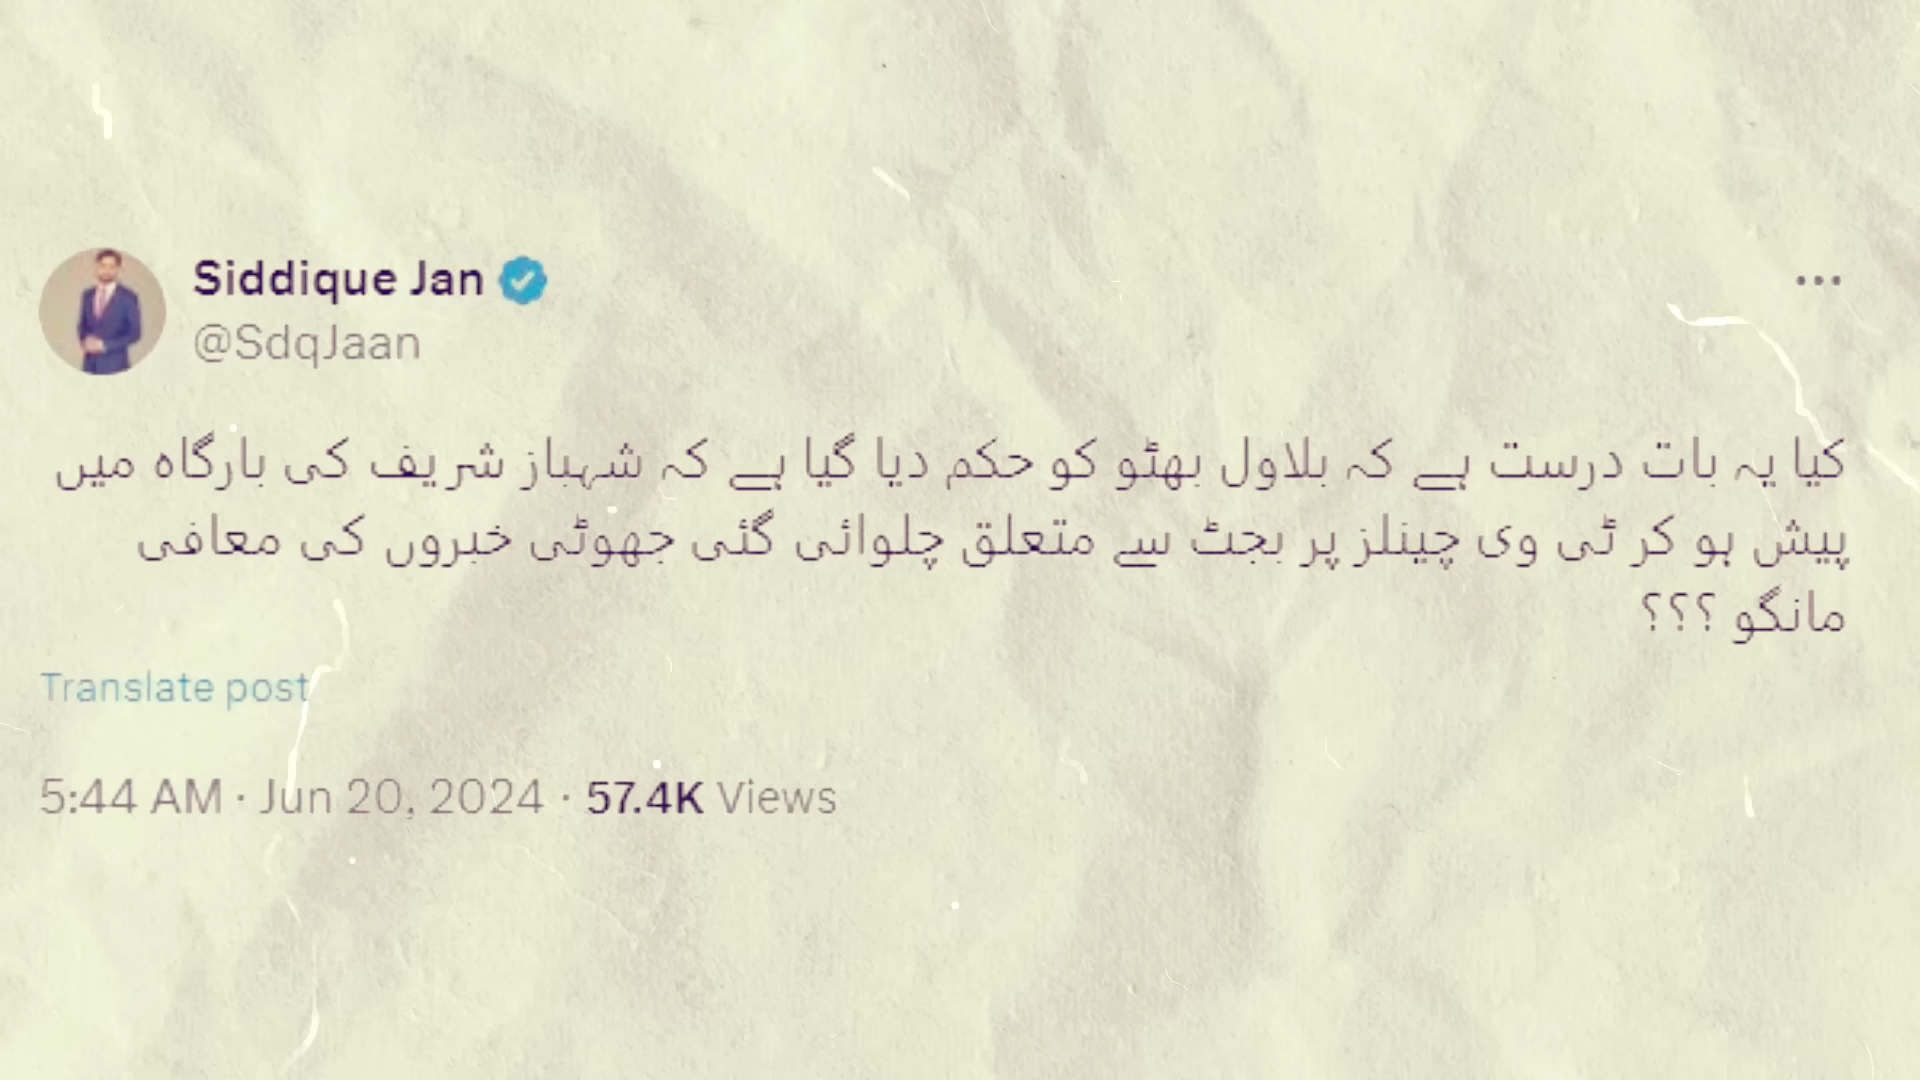 Siddique Jan
@SdqJaan
کیا یہ بات درست ہے کہ بلاول بھٹو کو حکم دیا گیا ہے کہ شہباز شریف کی بارگاہ میں
پیش ہو کر ٹی وی چینلز پر بجٹ سے متعلق چلوائی گئی جھوٹی خبروں کی معافی
مانگو ؟؟؟
Translate post
5:44 AM · Jun 20, 2024 · 57.4K Views